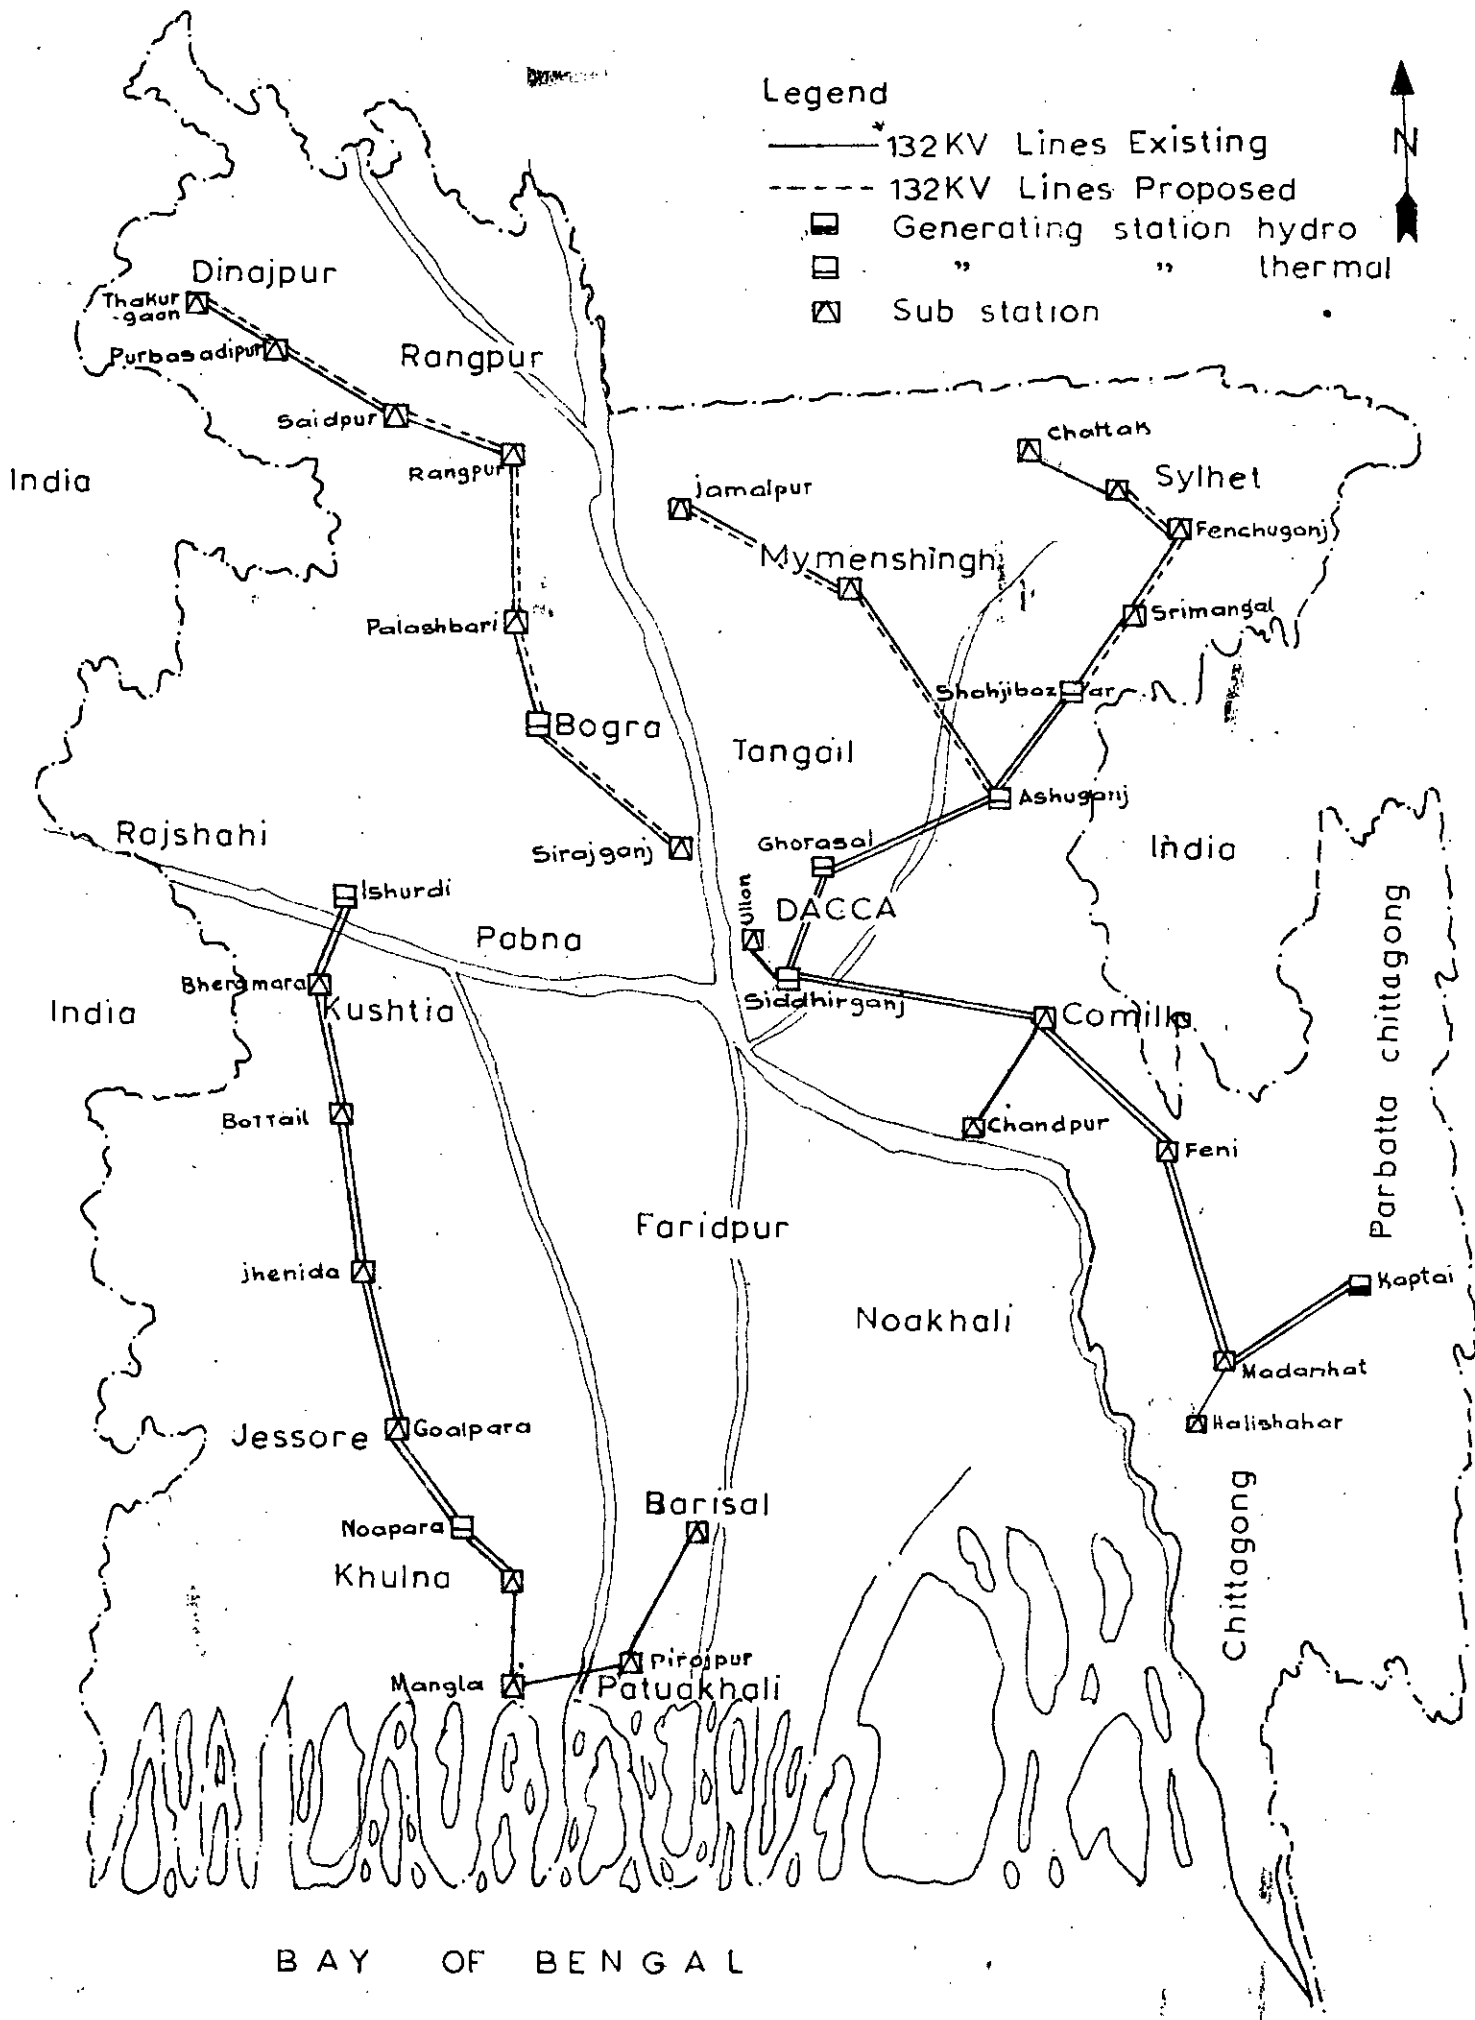 Legend
132KV Lines Existing
132KV Lines Proposed
Generating station hydro
" " thermal
Sub station
N
Dinajpur
Thakur
-gaon
Purbasadipur
Rangpur
Saidpur
Rangpur
India
Chattak
Sylhet
Jamalpur
Fenchuganj
Mymenshingh
Srimangal
Palashbari
Shahjibazar
Bogra
Tangail
Ashuganj
Rajshahi
Sirajganj
Ghorasal
India
Ishurdi
Ullon
DACCA
Pabna
Parbatta chittagong
Bheramara
Kushtia
Siddhirganj
Comilla
India
Bottail
Chandpur
Feni
Faridpur
Jhenida
Kaptai
Noakhali
Madanhat
Halishahar
Jessore
Goalpara
Barisal
Noapara
Khulna
Chittagong
Pirojpur
Mangla
Patuakhali
BAY OF BENGAL